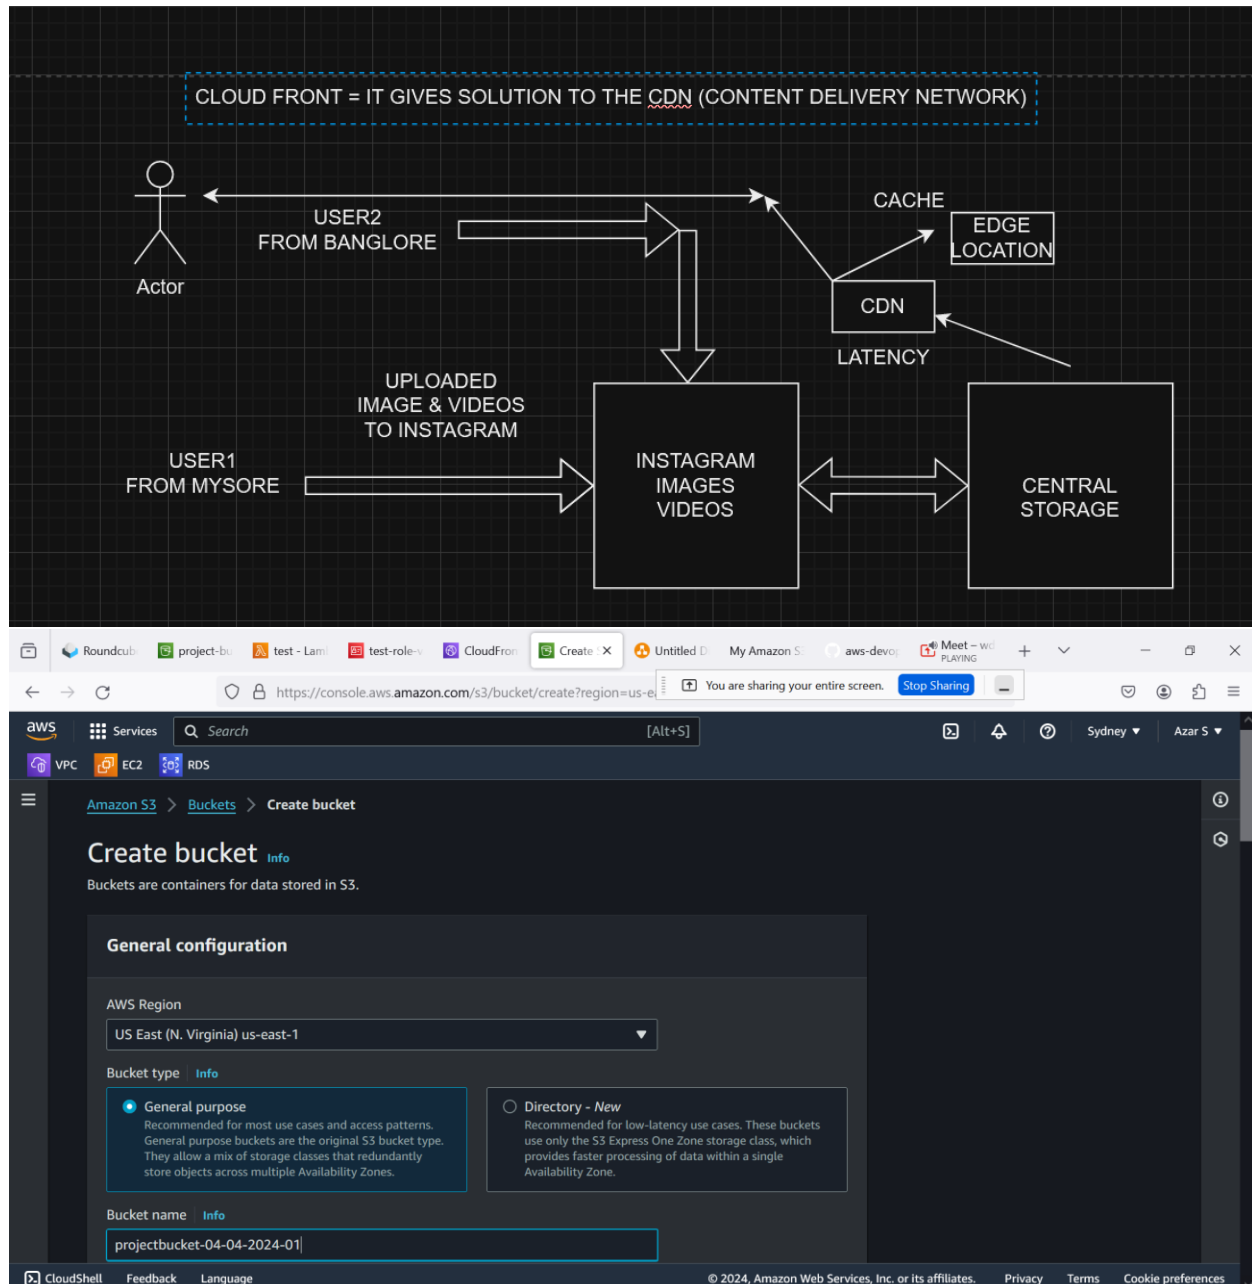 CLOUD FRONT = IT GIVES SOLUTION TO THE CDN (CONTENT DELIVERY NETWORK)
Actor
USER2
FROM BANGLORE
CACHE
EDGE
LOCATION
CDN
LATENCY
UPLOADED
IMAGE & VIDEOS
TO INSTAGRAM
USER1
FROM MYSORE
INSTAGRAM
IMAGES
VIDEOS
CENTRAL
STORAGE
Roundcub project-bu test - Lam test-role-v CloudFron Create S Untitled D My Amazon S aws-devop Meet – wd
PLAYING
https://console.aws.amazon.com/s3/bucket/create?region=us-e
You are sharing your entire screen. Stop Sharing
aws Services Search [Alt+S] Sydney Azar S
VPC EC2 RDS
Amazon S3 > Buckets > Create bucket
Create bucket Info
Buckets are containers for data stored in S3.
General configuration
AWS Region
US East (N. Virginia) us-east-1
Bucket type Info
General purpose
Recommended for most use cases and access patterns.
General purpose buckets are the original S3 bucket type.
They allow a mix of storage classes that redundantly
store objects across multiple Availability Zones.
Directory - New
Recommended for low-latency use cases. These buckets
use only the S3 Express One Zone storage class, which
provides faster processing of data within a single
Availability Zone.
Bucket name Info
projectbucket-04-04-2024-01
CloudShell Feedback Language © 2024, Amazon Web Services, Inc. or its affiliates. Privacy Terms Cookie preferences